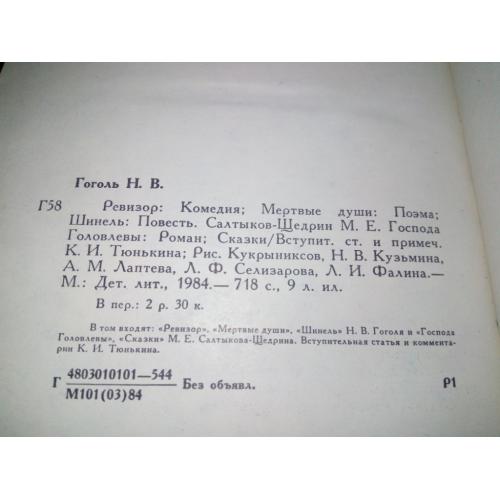 Гоголь Н. В.
Г58 Ревизор: Комедия; Мертвые души: Поэма;
Шинель: Повесть. Салтыков-Щедрин М. Е. Господа
Головлевы: Роман; Сказки/Вступит. ст. и примеч.
К. И. Тюнькина; Рис. Кукрыниксов, Н. В. Кузьмина,
А. М. Лаптева, Л. Ф. Селизарова, Л. И. Фалина.—
М.: Дет. лит., 1984.— 718 с., 9 л. ил.
В пер.: 2 р. 30 к.
В том входят: «Ревизор», «Мертвые души», «Шинель» Н. В. Гоголя и «Господа
Головлевы», «Сказки» М. Е. Салтыкова-Щедрина. Вступительная статья и коммента-
рии К. И. Тюнькина.
Г 4803010101—544 Без объявл. Р1
М101(03)84